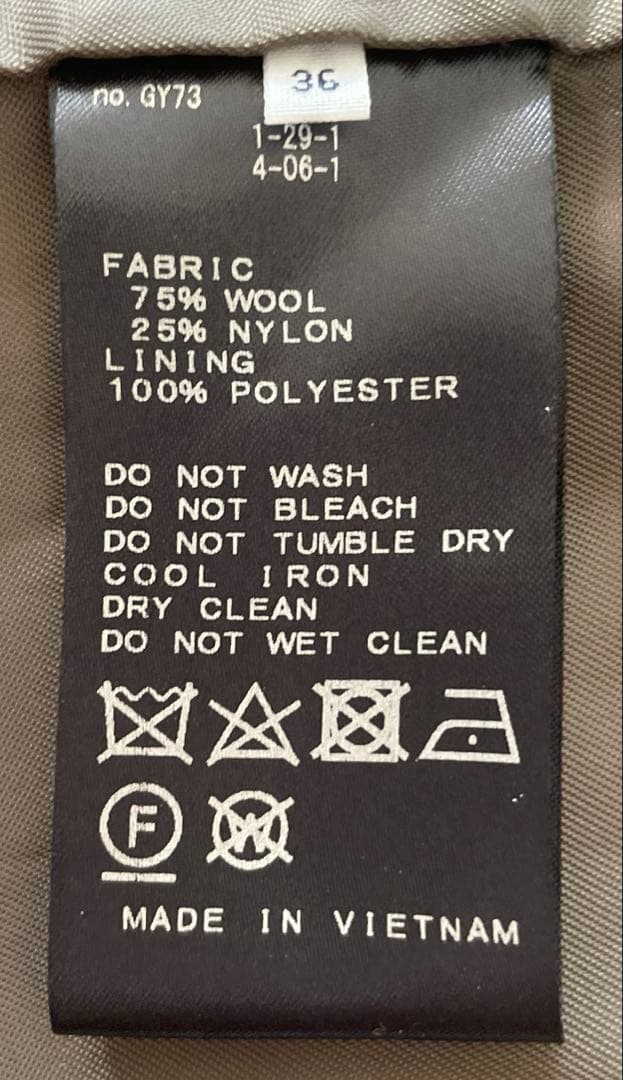 36
no. GY73
1-29-1
4-06-1
FABRIC
75% WOOL
25% NYLON
LINING
100% POLYESTER
DO NOT WASH
DO NOT BLEACH
DO NOT TUMBLE DRY
COOL IRON
DRY CLEAN
DO NOT WET CLEAN
F W
MADE IN VIETNAM